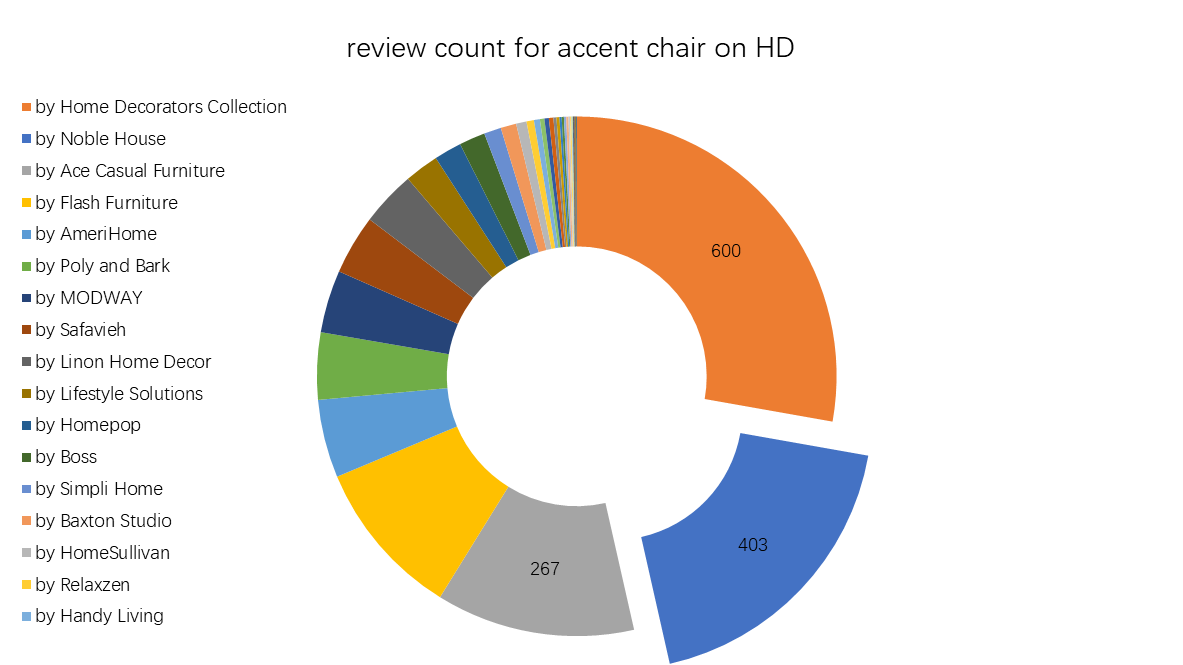 review count for accent chair on HD
by Home Decorators Collection
by Noble House
by Ace Casual Furniture
by Flash Furniture
by AmeriHome
by Poly and Bark
by MODWAY
by Safavieh
by Linon Home Decor
by Lifestyle Solutions
by Homepop
by Boss
by Simpli Home
by Baxton Studio
by HomeSullivan
by Relaxzen
by Handy Living
600
403
267